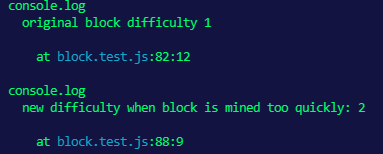 console.log
original block difficulty 1
at block.test.js:82:12
console.log
new difficulty when block is mined too quickly: 2
at block.test.js:88:9